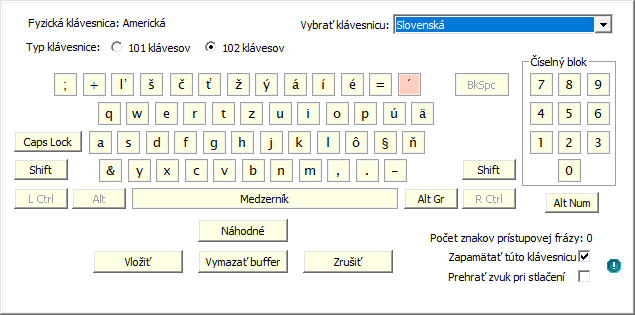 Fyzická klávesnica: Americká
Vybrať klávesnicu: Slovenská
Typ klávesnice: 101 klávesov 102 klávesov
Číselný blok
; + ľ š č ť ž ý á í é = ´ BkSpc 7 8 9
q w e r t z u i o p ú ä 4 5 6
Caps Lock a s d f g h j k l ô § ň 1 2 3
Shift & y x c v b n m , . - Shift 0
L Ctrl Alt Medzerník Alt Gr R Ctrl Alt Num
Náhodné
Počet znakov prístupovej frázy: 0
Vložiť Vymazať buffer Zrušiť Zapamätať túto klávesnicu
Prehrať zvuk pri stlačení